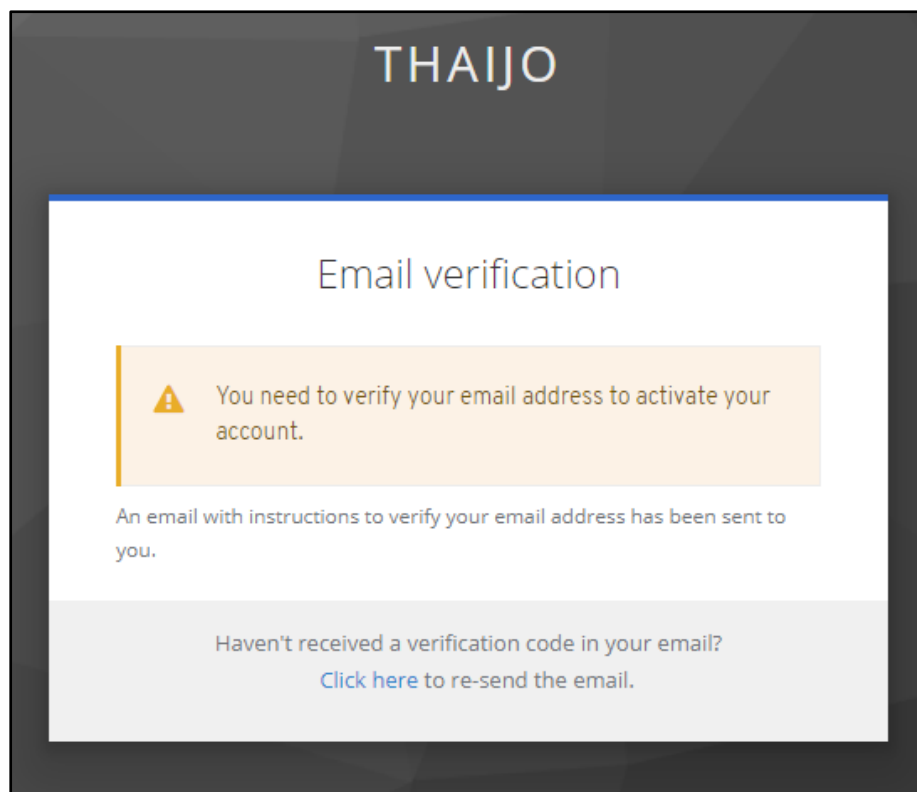 THAIJO
Email verification
You need to verify your email address to activate your
account.
An email with instructions to verify your email address has been sent to
you.
Haven't received a verification code in your email?
Click here to re-send the email.